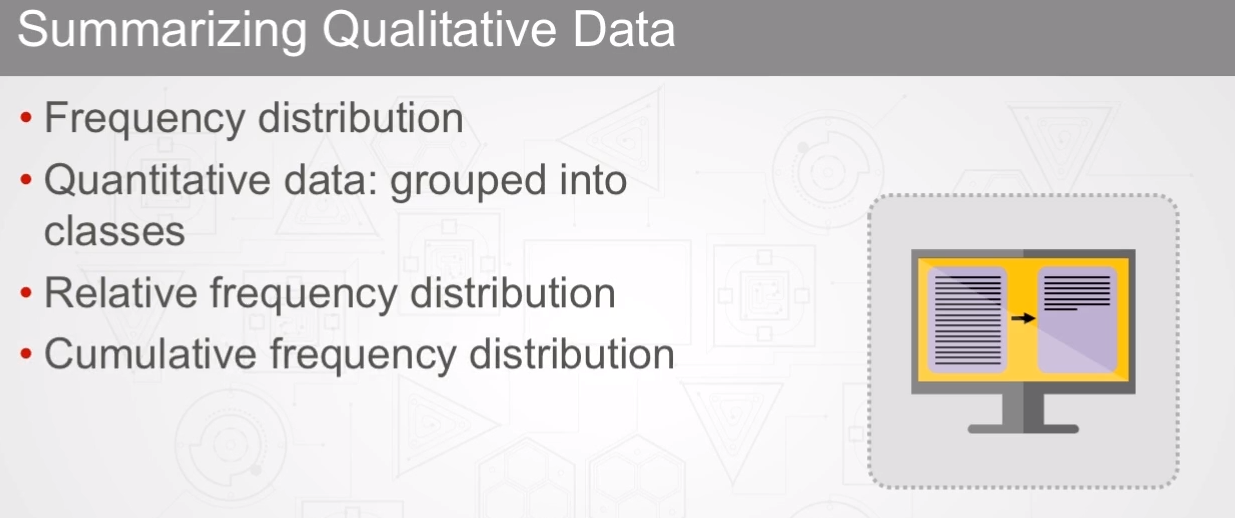 Summarizing Qualitative Data
• Frequency distribution
• Quantitative data: grouped into
classes
• Relative frequency distribution
• Cumulative frequency distribution